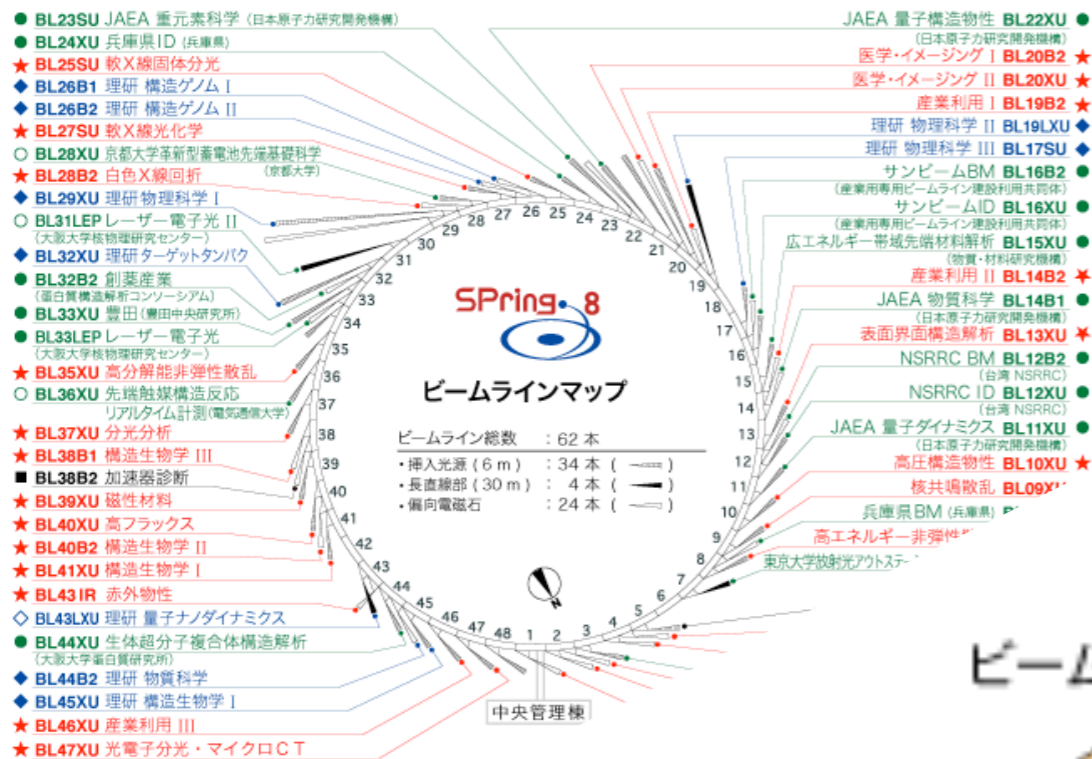 BL23SU JAEA 重元素科学 (日本原子力研究開発機構)
BL24XU 兵庫県ID (兵庫県)
BL25SU 軟X線固体分光
BL26B1 理研 構造ゲノム I
BL26B2 理研 構造ゲノム II
BL27SU 軟X線光化学
BL28XU 京都大学革新型蓄電池先端基礎科学
(京都大学)
BL28B2 白色X線回折
BL29XU 理研物理科学 I
BL31LEP レーザー電子光 II
(大阪大学核物理研究センター)
BL32XU 理研ターゲットタンパク
BL32B2 創薬産業
(蛋白質構造解析コンソーシアム)
BL33XU 豊田 (豊田中央研究所)
BL33LEP レーザー電子光
(大阪大学核物理研究センター)
BL35XU 高分解能非弾性散乱
BL36XU 先端触媒構造反応
リアルタイム計測 (電気通信大学)
BL37XU 分光分析
BL38B1 構造生物学 III
BL38B2 加速器診断
BL39XU 磁性材料
BL40XU 高フラックス
BL40B2 構造生物学 II
BL41XU 構造生物学 I
BL43IR 赤外物性
BL43LXU 理研 量子ナノダイナミクス
BL44XU 生体超分子複合体構造解析
(大阪大学蛋白質研究所)
BL44B2 理研 物質科学
BL45XU 理研 構造生物学 I
BL46XU 産業利用 III
BL47XU 光電子分光・マイクロCT
JAEA 量子構造物性 BL22XU
(日本原子力研究開発機構)
医学・イメージング I BL20B2
医学・イメージング II BL20XU
産業利用 I BL19B2
理研 物理科学 II BL19LXU
理研 物理科学 III BL17SU
サンビームBM BL16B2
(産業用専用ビームライン建設利用共同体)
サンビームID BL16XU
(産業用専用ビームライン建設利用共同体)
広エネルギー帯域先端材料解析 BL15XU
(物質・材料研究機構)
産業利用 II BL14B2
JAEA 物質科学 BL14B1
(日本原子力研究開発機構)
表面界面構造解析 BL13XU
NSRRC BM BL12B2
(台湾 NSRRC)
NSRRC ID BL12XU
(台湾 NSRRC)
JAEA 量子ダイナミクス BL11XU
(日本原子力研究開発機構)
高圧構造物性 BL10XU
核共鳴散乱 BL09X
兵庫県BM (兵庫県)
高エネルギー非弾性
東京大学放射光アウトステー
SPring-8
ビームラインマップ
ビームライン総数 : 62 本
・挿入光源 (6 m) : 34 本 ( )
・長直線部 (30 m) : 4 本 ( )
・偏向電磁石 : 24 本 ( )
N
1
2
3
4
5
6
7
8
9
10
11
12
13
14
15
16
17
18
19
20
21
22
23
24
25
26
27
28
29
30
31
32
33
34
35
36
37
38
39
40
41
42
43
44
45
46
47
48
中央管理棟
ビーム